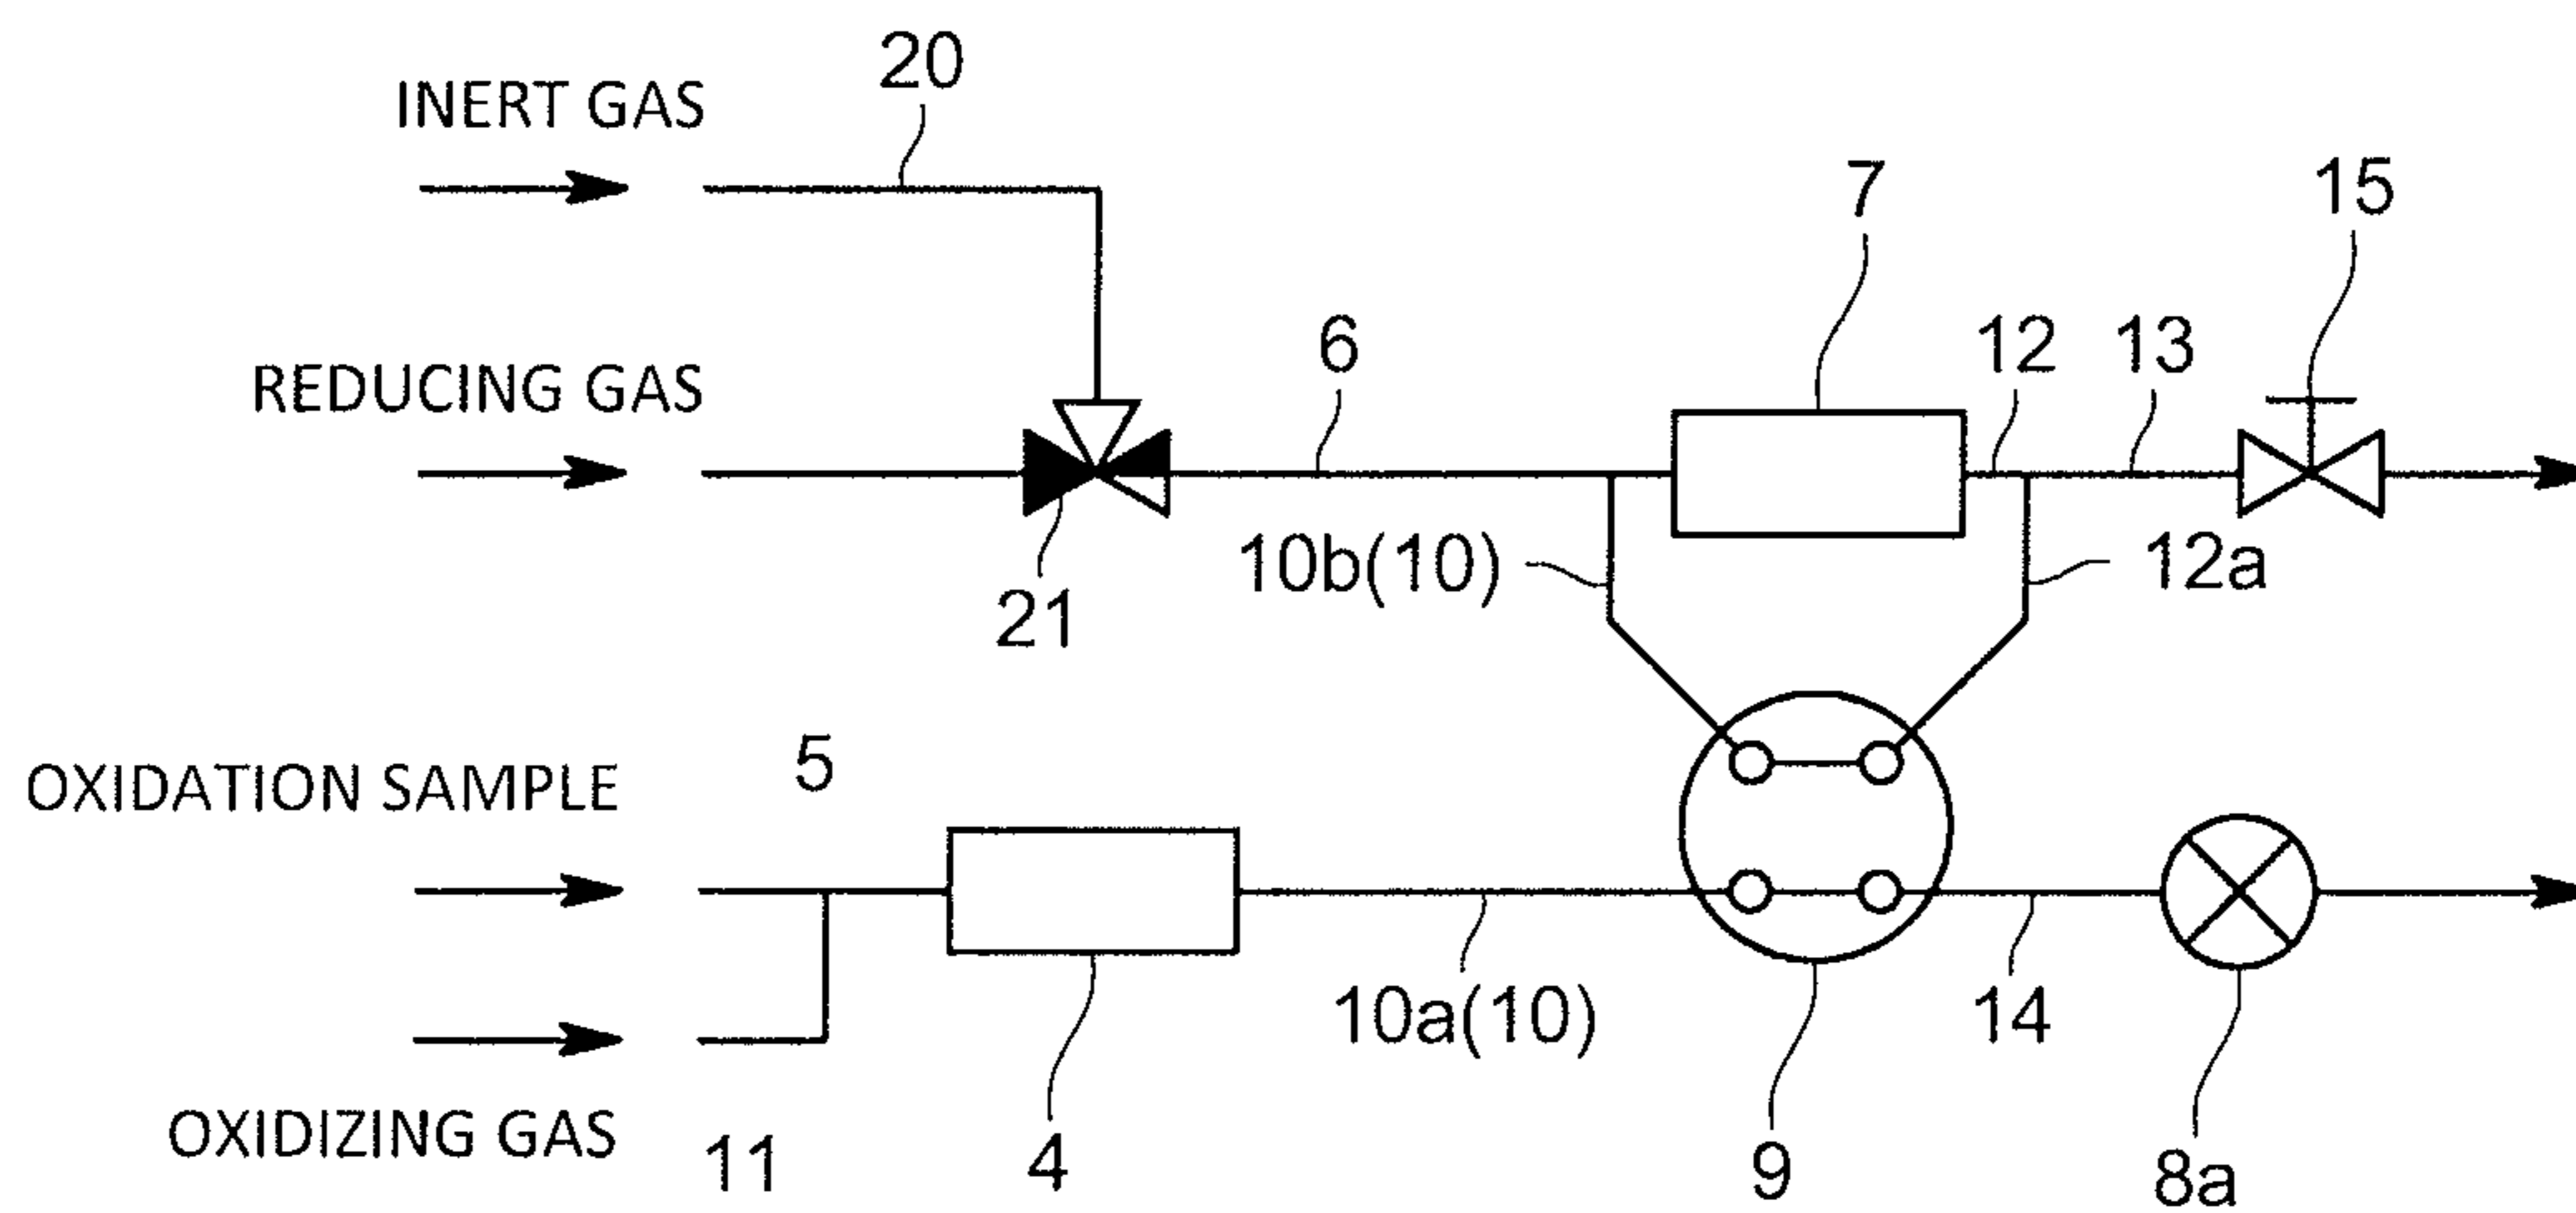 20
INERT GAS
7
15
REDUCING GAS
6
12
13
10b(10)
12a
21
5
OXIDATION SAMPLE
10a(10)
14
OXIDIZING GAS
11
4
9
8a